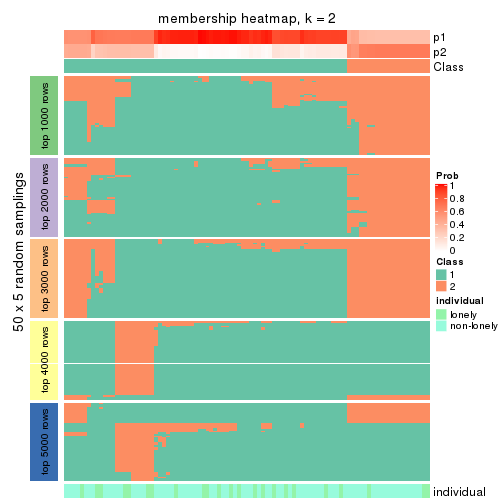 membership heatmap, k = 2
p1
p2
Class
50 x 5 random samplings
top 1000 rows
top 2000 rows
top 3000 rows
top 4000 rows
top 5000 rows
Prob
1
0.8
0.6
0.4
0.2
0
Class
1
2
individual
lonely
non-lonely
individual